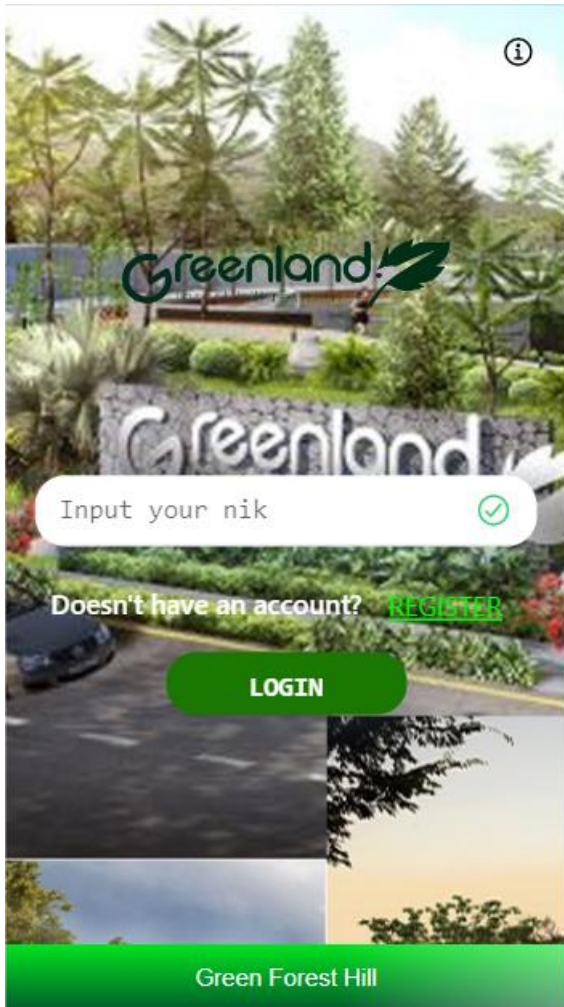 Greenland
Greenland
Input your nik
Doesn't have an account? REGISTER
LOGIN
Green Forest Hill